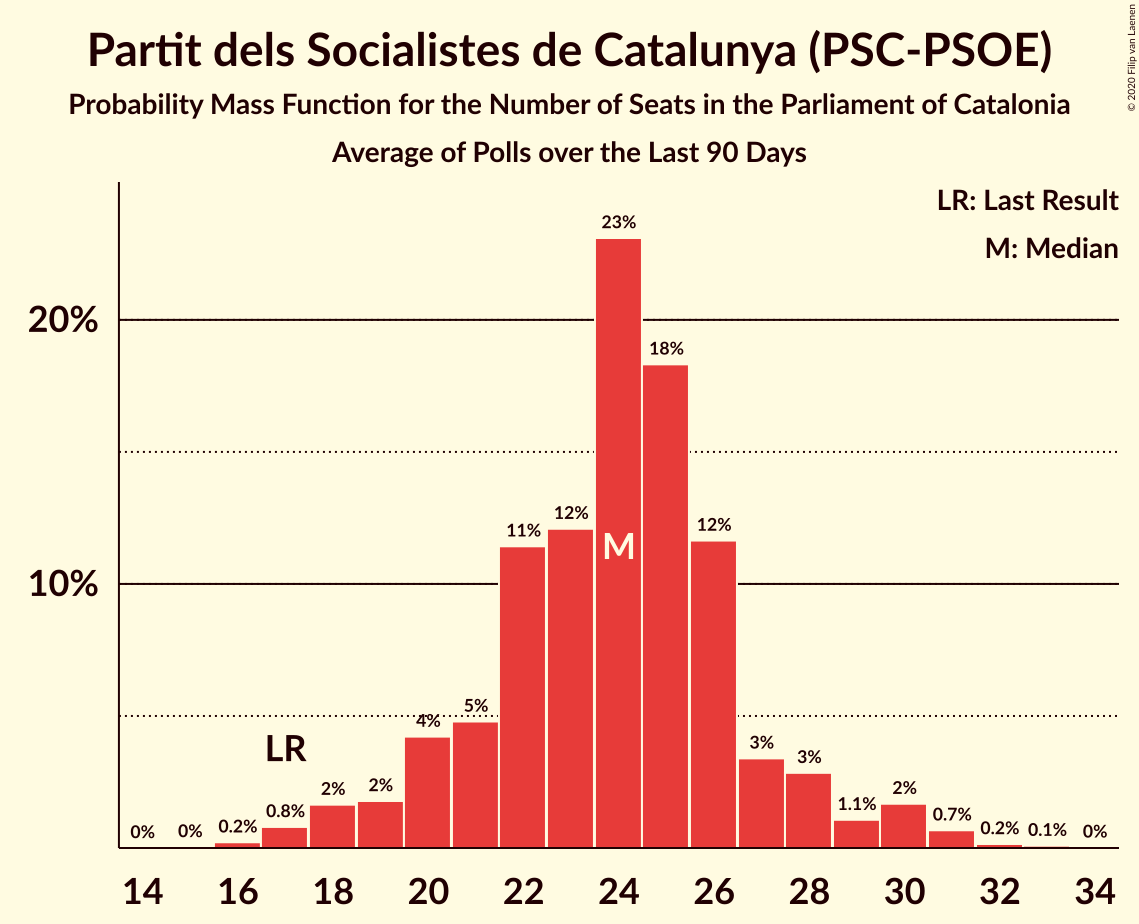 Partit dels Socialistes de Catalunya (PSC-PSOE)
Probability Mass Function for the Number of Seats in the Parliament of Catalonia
Average of Polls over the Last 90 Days
© 2020 Filip van Laenen
LR: Last Result
M: Median
20%
10%
0% 0% 0.2% 0.8% 2% 2% 4% 5% 11% 12% 23% 18% 12% 3% 3% 1.1% 2% 0.7% 0.2% 0.1% 0%
LR
M
14 16 18 20 22 24 26 28 30 32 34